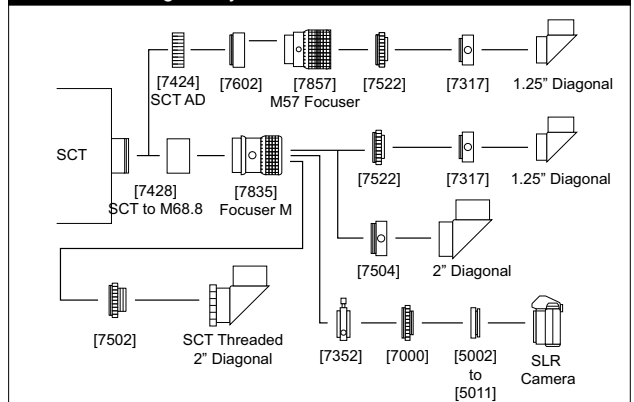 [7424]
SCT AD
[7602]
[7857]
M57 Focuser
[7522]
[7317]
1.25” Diagonal
SCT
[7428]
SCT to M68.8
[7835]
Focuser M
[7522]
[7317]
1.25” Diagonal
[7504]
2” Diagonal
[7502]
SCT Threaded
2” Diagonal
[7352]
[7000]
[5002]
to
[5011]
SLR
Camera